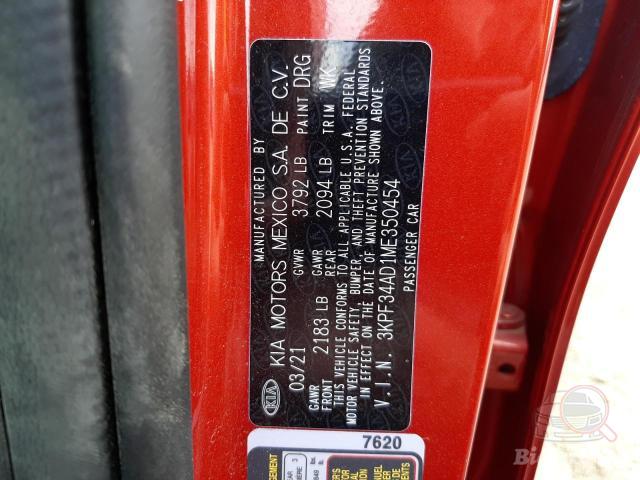 MANUFACTURED BY
KIA KIA MOTORS MEXICO S.A. DE C.V.
03/21 GVWR 3792 LB PAINT DRG
GAWR FRONT 2183 LB GAWR REAR 2094 LB TRIM WK
THIS VEHICLE CONFORMS TO ALL APPLICABLE U.S.A. FEDERAL
MOTOR VEHICLE SAFETY, BUMPER, AND THEFT PREVENTION STANDARDS
IN EFFECT ON THE DATE OF MANUFACTURE SHOWN ABOVE.
V.I.N. 3KPF34AD1ME350454
PASSENGER CAR
7620